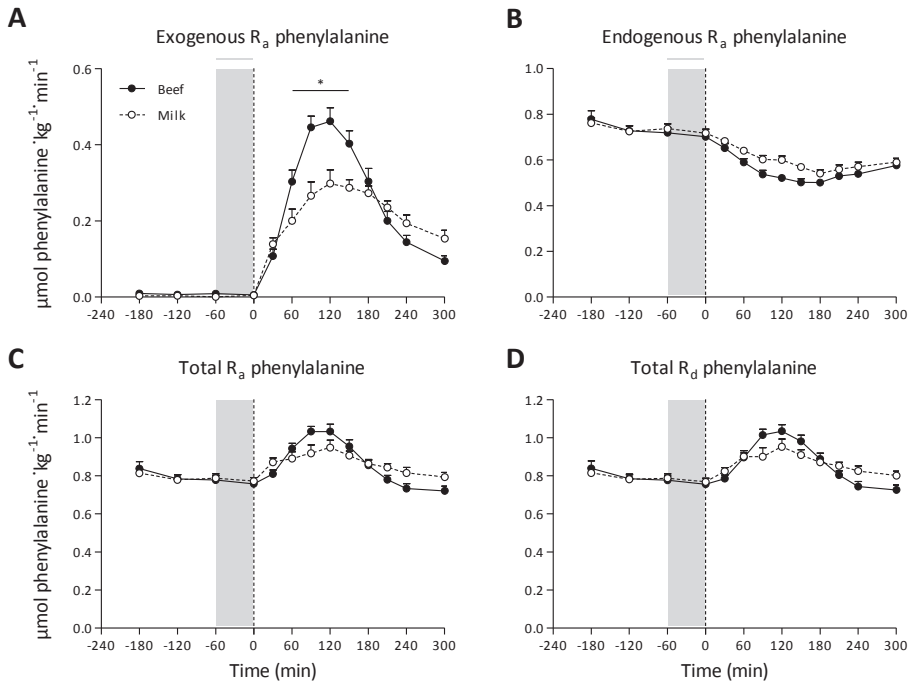 A
Exogenous Ra phenylalanine
B
Endogenous Ra phenylalanine
µmol phenylalanine ·kg⁻¹·min⁻¹
0.6
0.4
0.2
0.0
Beef
Milk
*
-240 -180 -120 -60 0 60 120 180 240 300
1.0
0.8
0.6
0.4
0.2
0.0
-240 -180 -120 -60 0 60 120 180 240 300
C
Total Ra phenylalanine
D
Total Rd phenylalanine
µmol phenylalanine ·kg⁻¹·min⁻¹
1.2
1.0
0.8
0.6
0.4
0.2
0.0
-240 -180 -120 -60 0 60 120 180 240 300
Time (min)
1.2
1.0
0.8
0.6
0.4
0.2
0.0
-240 -180 -120 -60 0 60 120 180 240 300
Time (min)